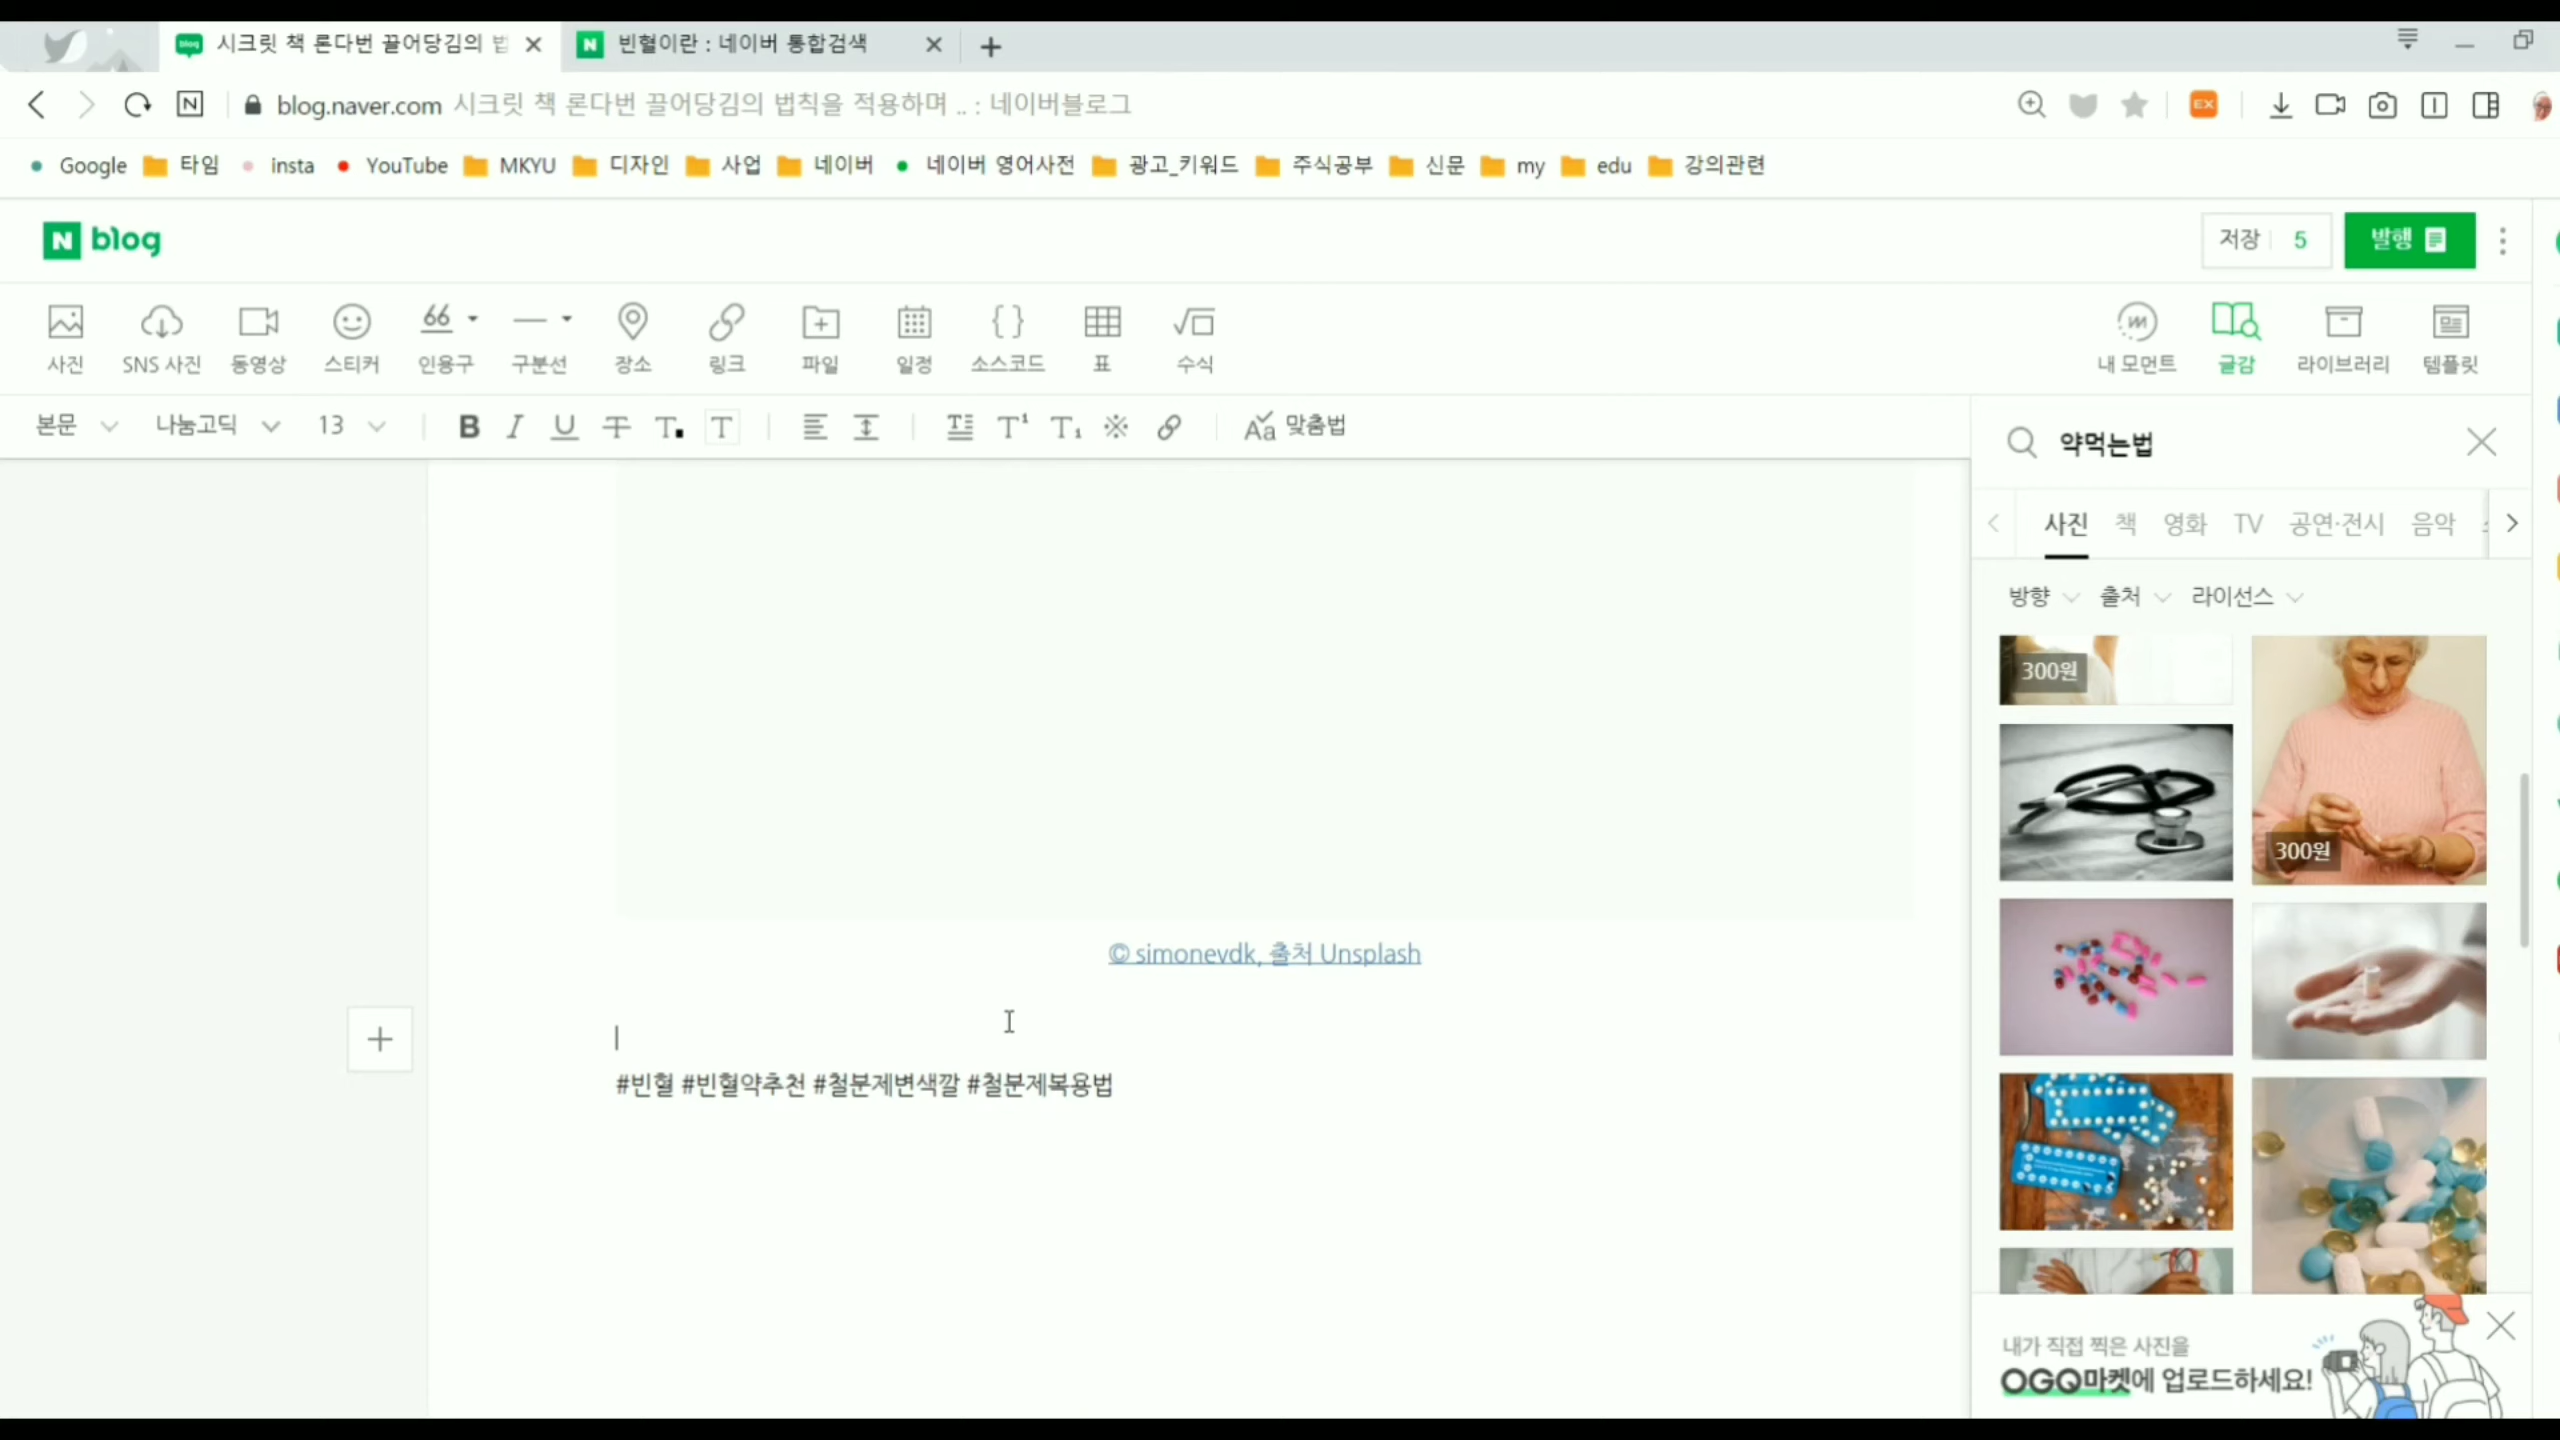 시크릿 책 론다번 끌어당김의 법
빈혈이란 : 네이버 통합검색
blog.naver.com 시크릿 책 론다번 끌어당김의 법칙을 적용하며 .. : 네이버블로그
EX
Google 타임 insta YouTube MKYU 디자인 사업 네이버 네이버 영어사전 광고_키워드 주식공부 신문 my edu 강의관련
N blog
저장 5 발행
사진 SNS 사진 동영상 스티커 인용구 구분선 장소 링크 파일 일정 소스코드 표 수식
내 모먼트 글감 라이브러리 템플릿
본문 나눔고딕 13 맞춤법
약먹는법
사진 책 영화 TV 공연·전시 음악
방향 출처 라이선스
300원
300원
© simonevdk, 출처 Unsplash
#빈혈 #빈혈약추천 #철분제변색깔 #철분제복용법
내가 직접 찍은 사진을
OGQ마켓에 업로드하세요!